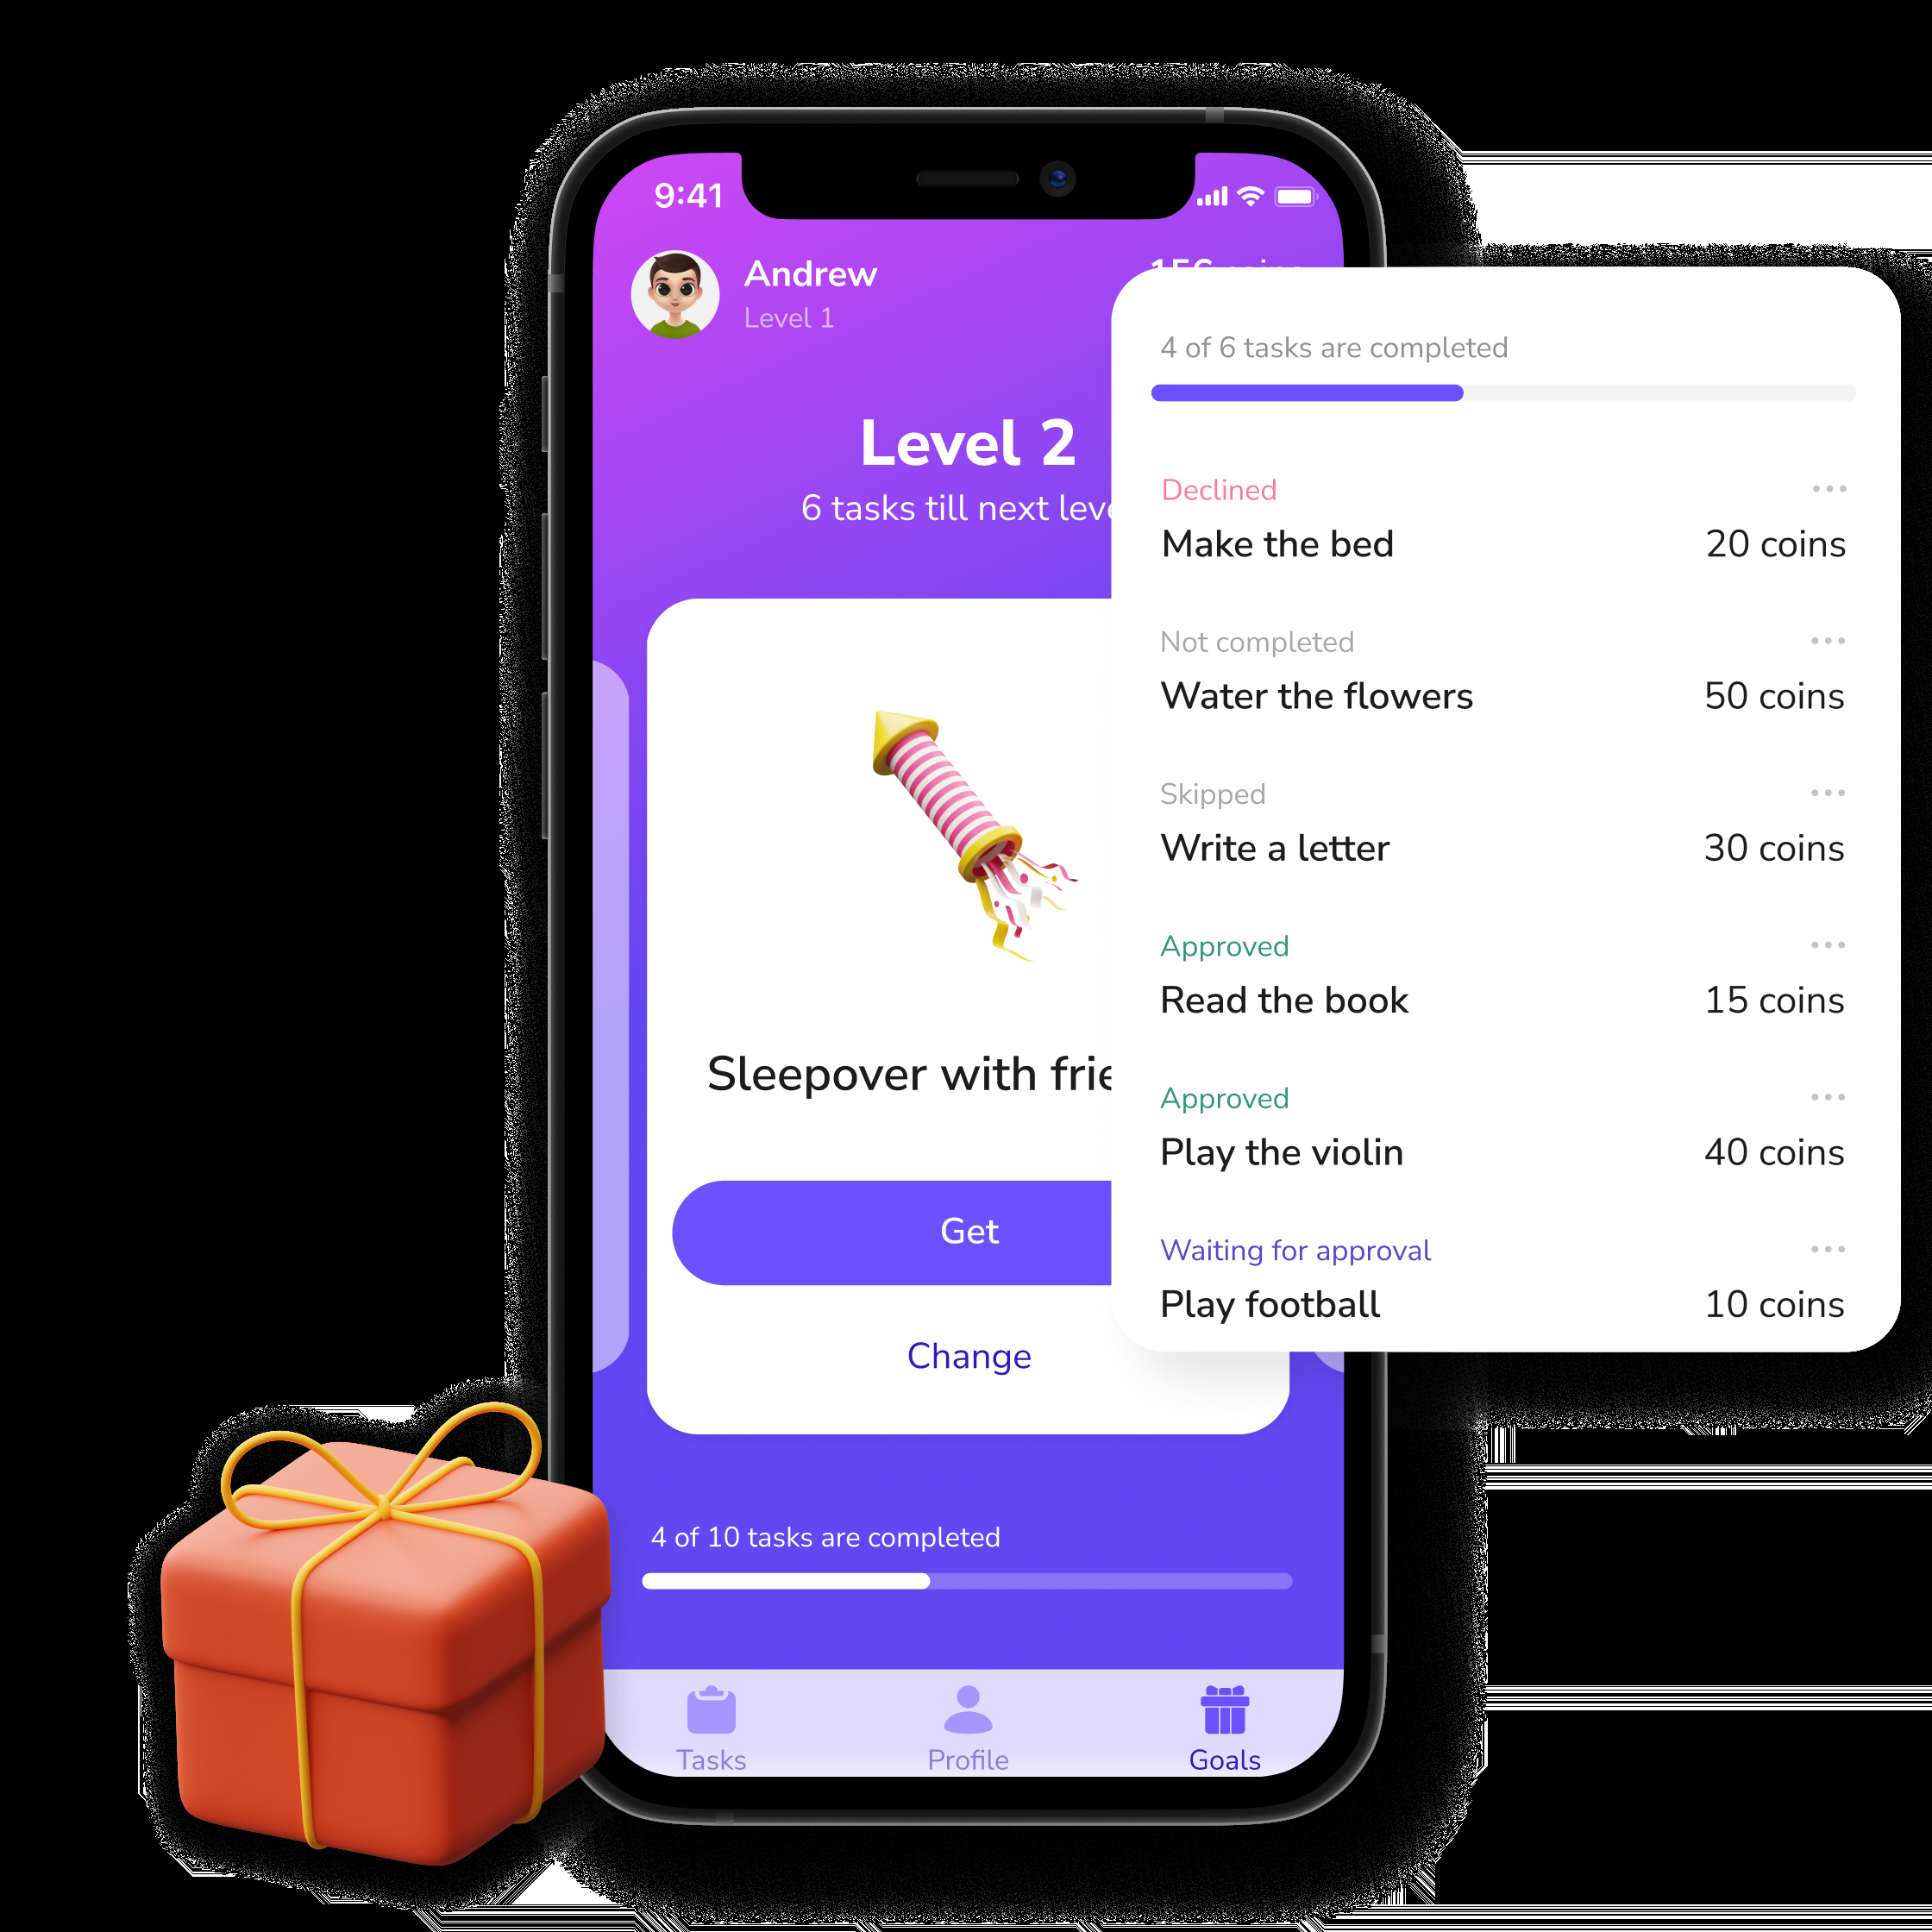 9:41
Andrew
Level 1
Level 2
6 tasks till next
Sleepover with
Get
Change
4 of 10 tasks are completed
Tasks
Profile
Goals
4 of 6 tasks are completed
Declined
Make the bed 20 coins
Not completed
Water the flowers 50 coins
Skipped
Write a letter 30 coins
Approved
Read the book 15 coins
Approved
Play the violin 40 coins
Waiting for approval
Play football 10 coins